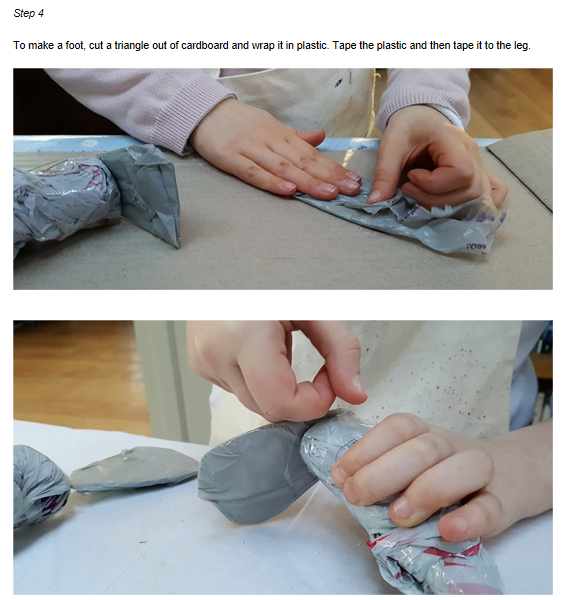 Step 4
To make a foot, cut a triangle out of cardboard and wrap it in plastic. Tape the plastic and then tape it to the leg.